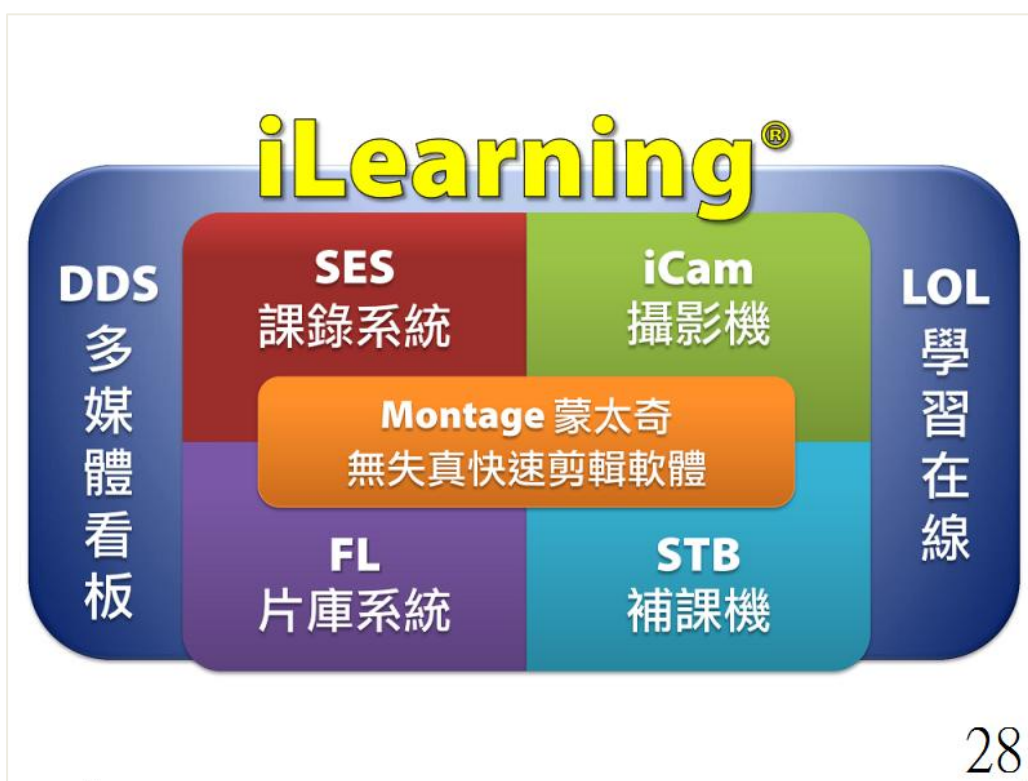 iLearning®
DDS
多媒體看板
SES
課錄系統
iCam
攝影機
Montage 蒙太奇
無失真快速剪輯軟體
FL
片庫系統
STB
補課機
LOL
學習在線
28